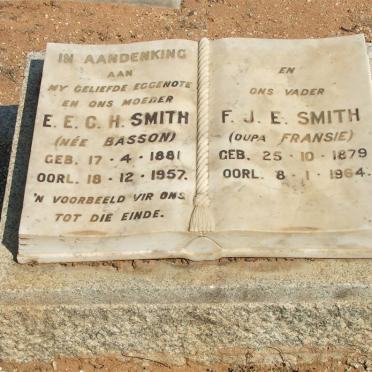 IN AANDENKING
AAN
MY GELIEFDE EGGENOTE
EN ONS MOEDER
E. E. C. H. SMITH
(NÉE BASSON)
GEB. 17 - 4 - 1881
OORL. 18 - 12 - 1957.
'N VOORBEELD VIR ONS
TOT DIE EINDE.
EN
ONS VADER
F. J. E. SMITH
(OUPA FRANSIE)
GEB. 25 - 10 - 1879
OORL. 8 - 1 - 1964.